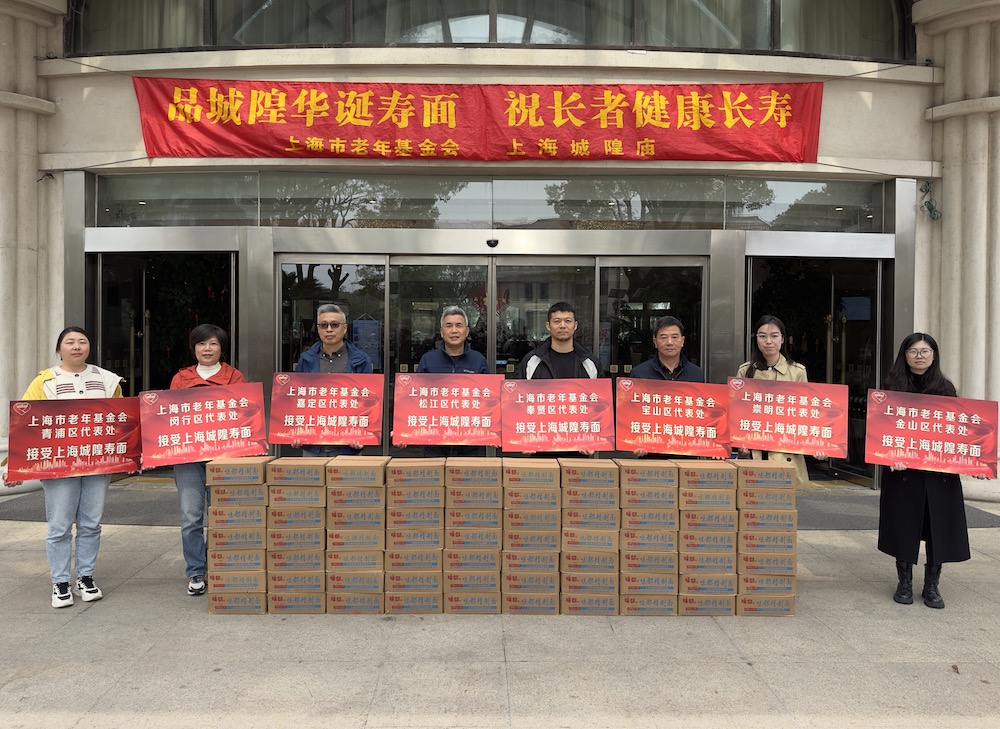 品城隍华诞寿面 祝长者健康长寿
上海市老年基金会 上海城隍庙
上海市老年基金会
青浦区代表处
接受上海城隍寿面
上海市老年基金会
闵行区代表处
接受上海城隍寿面
上海市老年基金会
嘉定区代表处
接受上海城隍寿面
上海市老年基金会
松江区代表处
接受上海城隍寿面
上海市老年基金会
奉贤区代表处
接受上海城隍寿面
上海市老年基金会
宝山区代表处
接受上海城隍寿面
上海市老年基金会
崇明区代表处
接受上海城隍寿面
上海市老年基金会
金山区代表处
接受上海城隍寿面